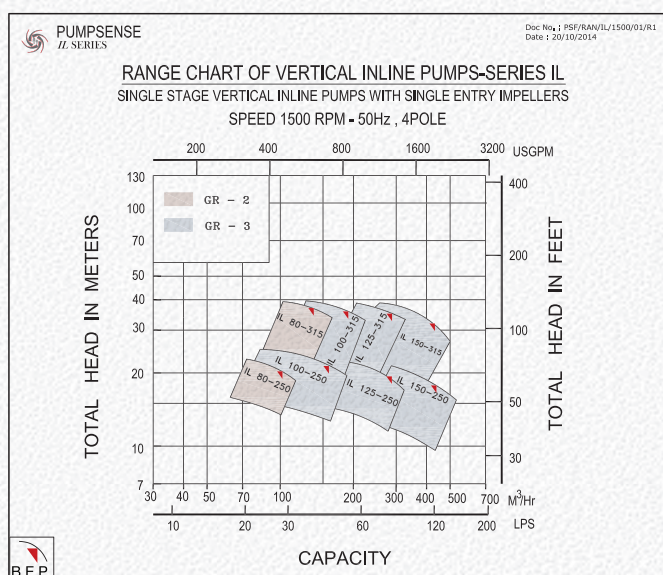 PUMPSENSE
IL SERIES
Doc No. : PSF/RAN/IL/1500/01/R1
Date : 20/10/2014
RANGE CHART OF VERTICAL INLINE PUMPS-SERIES IL
SINGLE STAGE VERTICAL INLINE PUMPS WITH SINGLE ENTRY IMPELLERS
SPEED 1500 RPM - 50Hz , 4POLE
200 400 800 1600 3200 USGPM
GR - 2
GR - 3
TOTAL HEAD IN METERS
130
100
70
50
40
30
20
10
7
400
200
100
50
30
TOTAL HEAD IN FEET
IL 80-315
IL 100-315
IL 125-315
IL 150-315
IL 80-250
IL 100-250
IL 125-250
IL 150-250
30 40 50 70 100 200 300 400 500 700 M³/Hr
10 20 30 60 120 200 LPS
CAPACITY
B.E.P